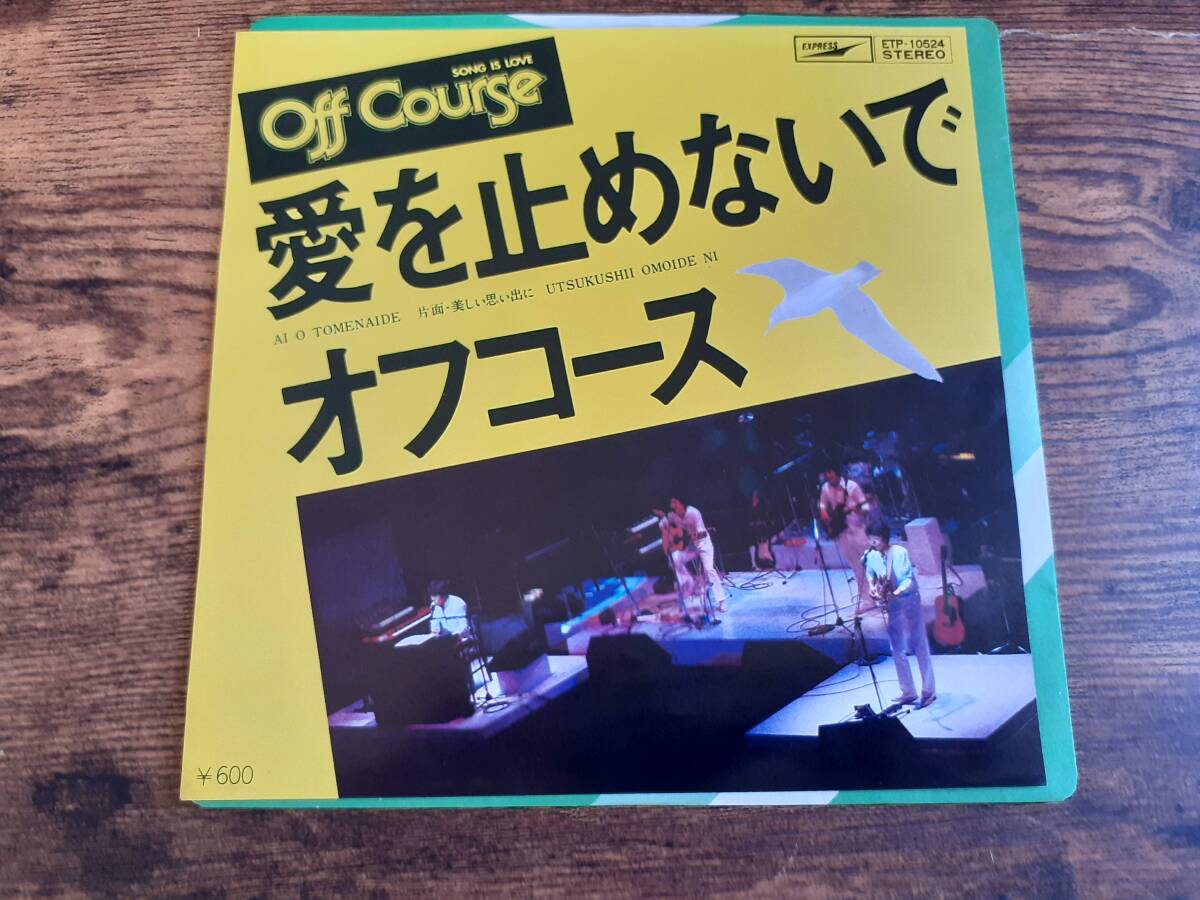 EXPRESS
ETP-10524
STEREO
SONG IS LOVE
Off Course
愛を止めないで
AI O TOMENAIDE 片面・美しい思い出に UTSUKUSHII OMOIDE NI
オフコース
¥600